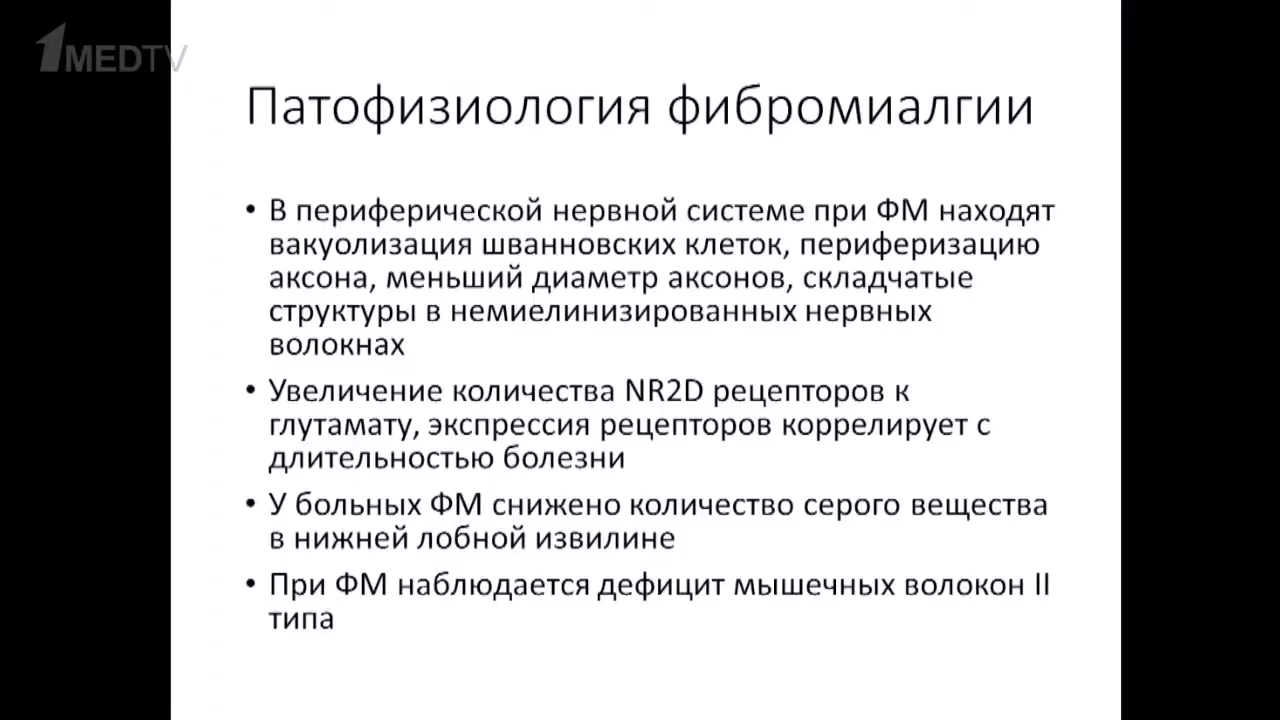 1MEDTV
Патофизиология фибромиалгии
• В периферической нервной системе при ФМ находят
вакуолизация шванновских клеток, периферизацию
аксона, меньший диаметр аксонов, складчатые
структуры в немиелинизированных нервных
волокнах
• Увеличение количества NR2D рецепторов к
глутамату, экспрессия рецепторов коррелирует с
длительностью болезни
• У больных ФМ снижено количество серого вещества
в нижней лобной извилине
• При ФМ наблюдается дефицит мышечных волокон II
типа